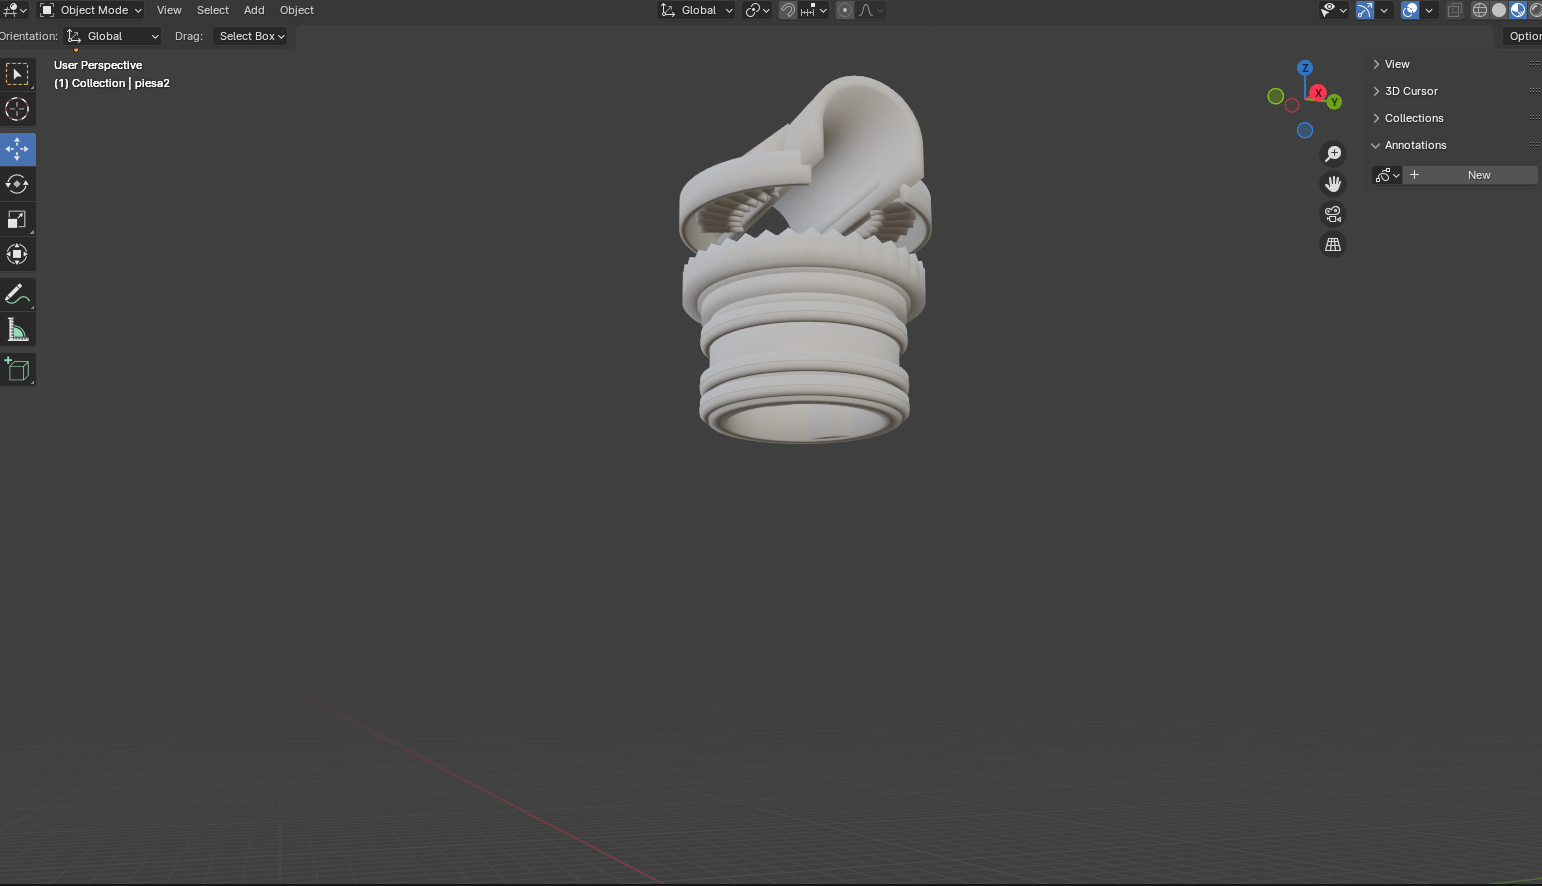 Object Mode View Select Add Object Global
Orientation: Global Drag: Select Box
User Perspective
(1) Collection | piesa2
Z
X
Y
View
3D Cursor
Collections
Annotations
New